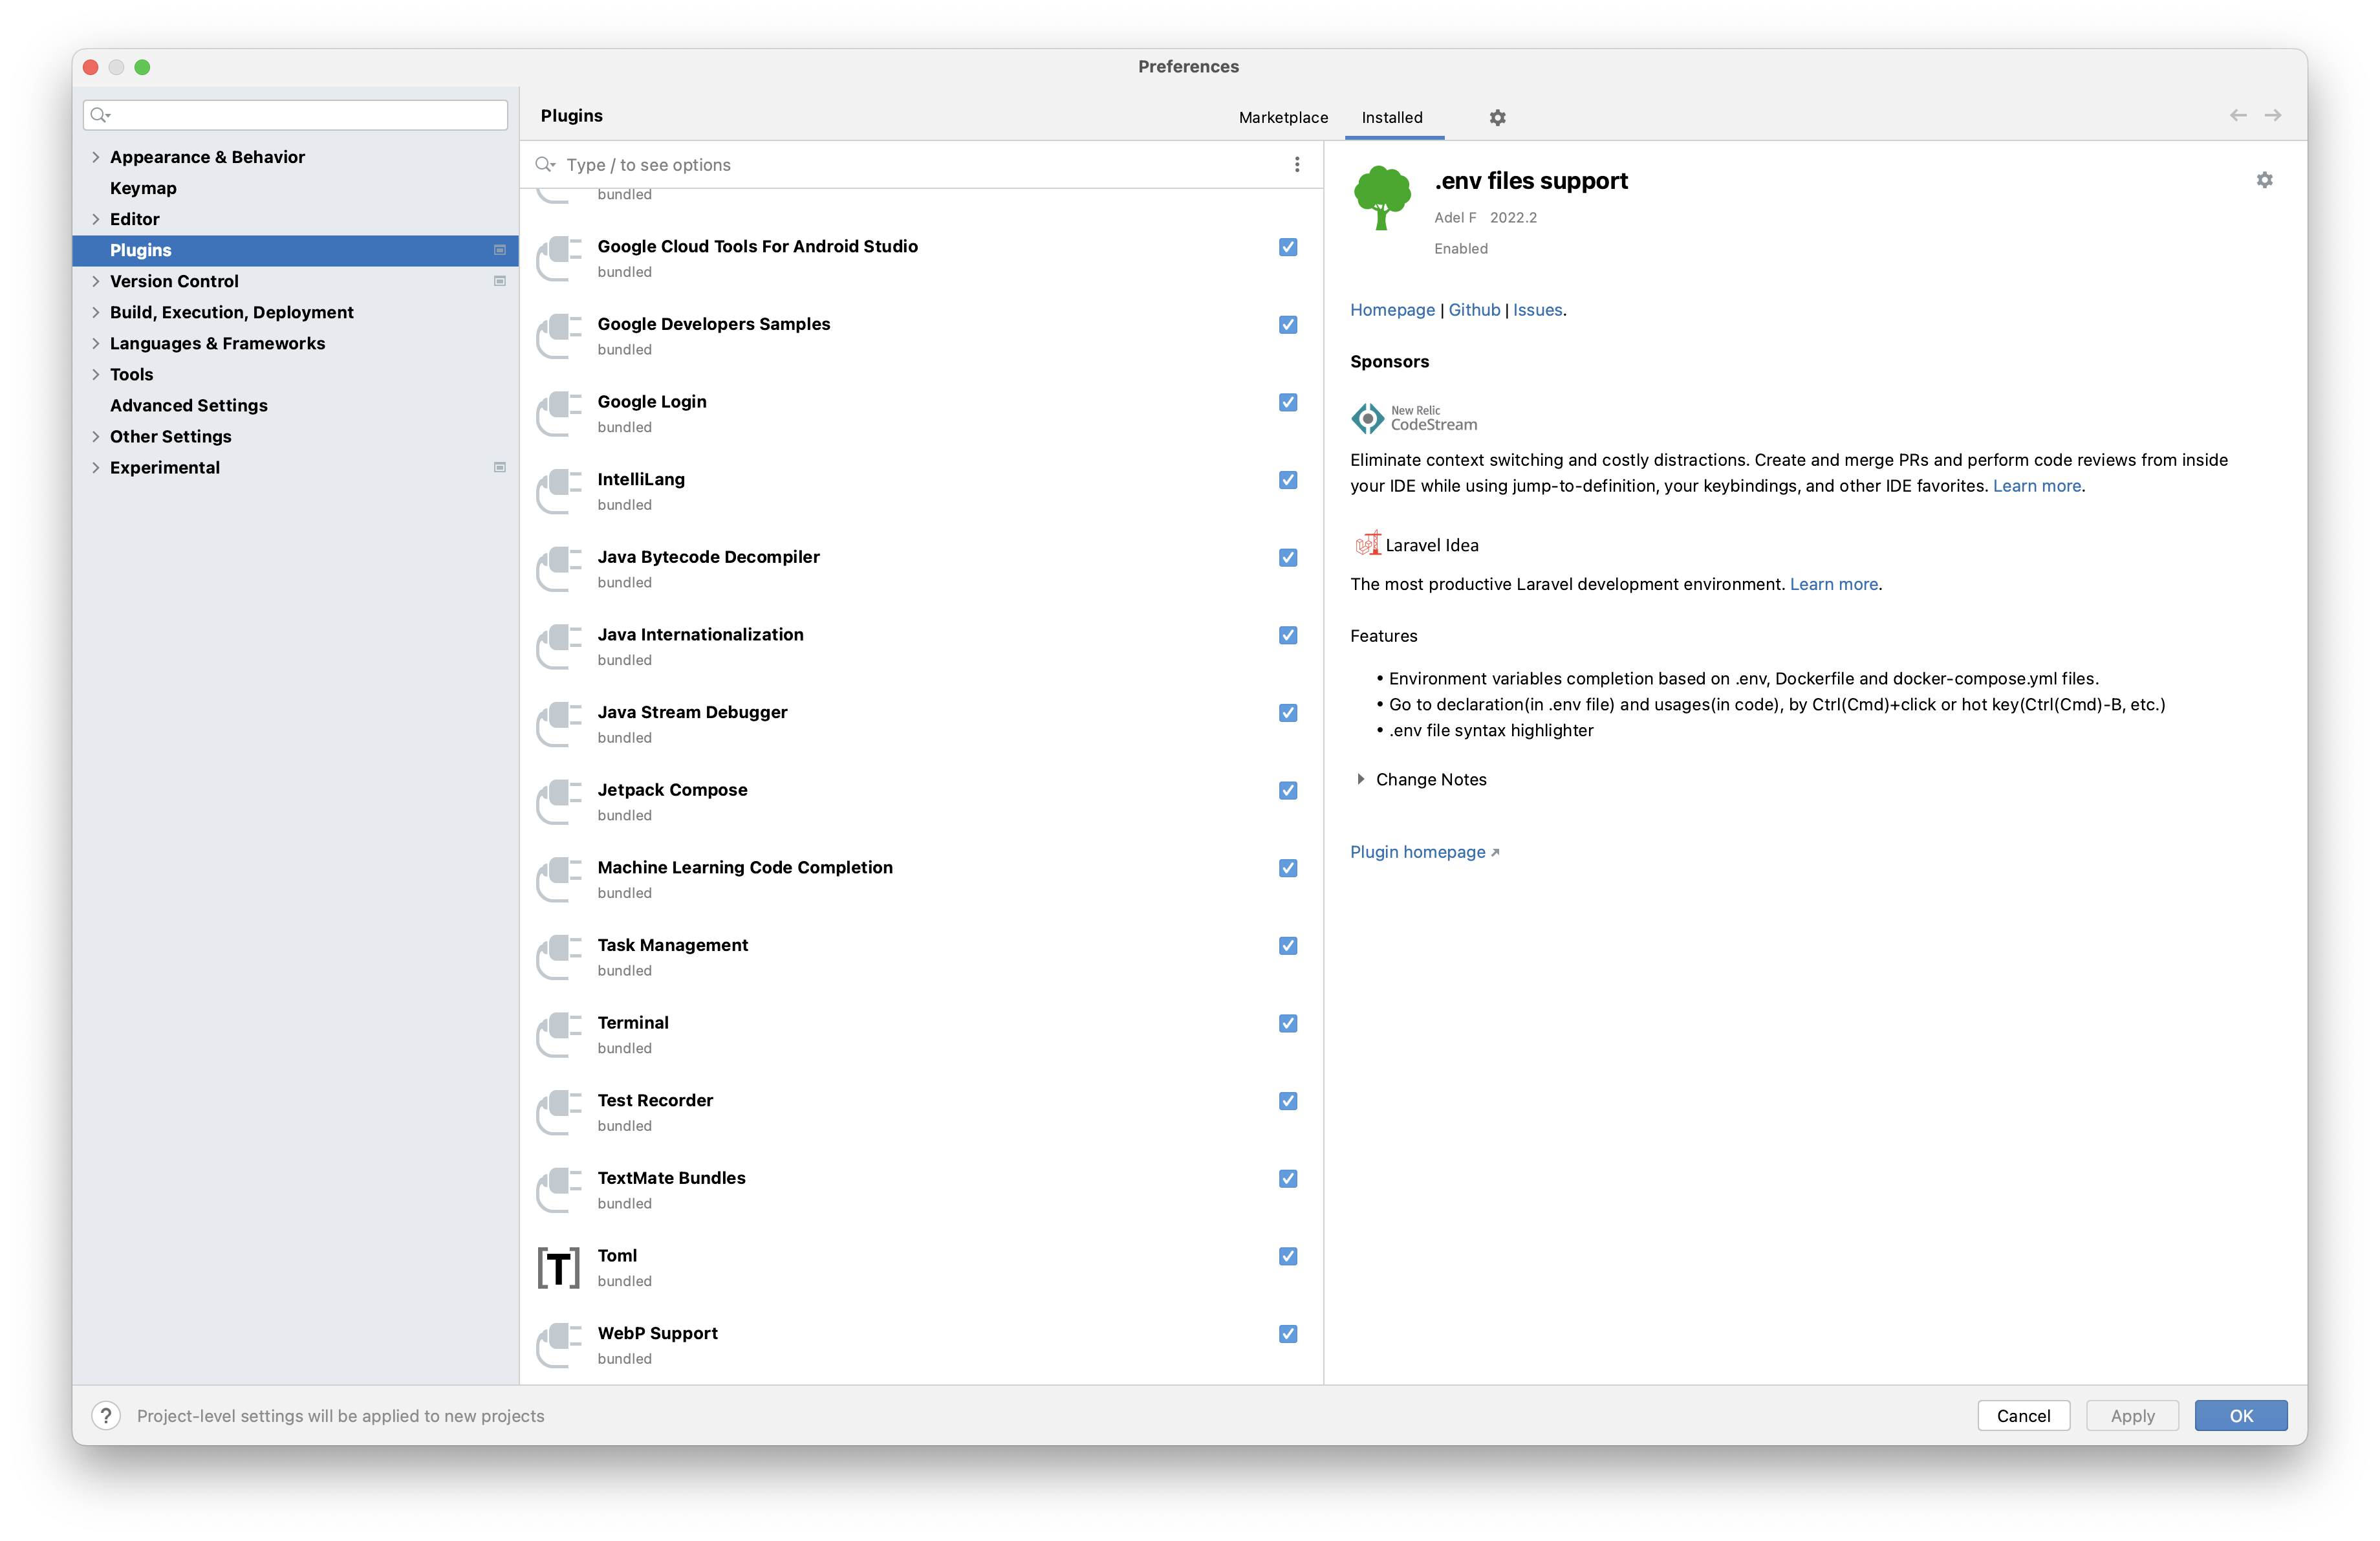 Preferences
Appearance & Behavior
Keymap
Editor
Plugins
Version Control
Build, Execution, Deployment
Languages & Frameworks
Tools
Advanced Settings
Other Settings
Experimental
Plugins
Marketplace
Installed
Type / to see options
bundled
Google Cloud Tools For Android Studio
bundled
Google Developers Samples
bundled
Google Login
bundled
IntelliLang
bundled
Java Bytecode Decompiler
bundled
Java Internationalization
bundled
Java Stream Debugger
bundled
Jetpack Compose
bundled
Machine Learning Code Completion
bundled
Task Management
bundled
Terminal
bundled
Test Recorder
bundled
TextMate Bundles
bundled
[T]
Toml
bundled
WebP Support
bundled
.env files support
Adel F 2022.2
Enabled
Homepage | Github | Issues.
Sponsors
New Relic
CodeStream
Eliminate context switching and costly distractions. Create and merge PRs and perform code reviews from inside
your IDE while using jump-to-definition, your keybindings, and other IDE favorites. Learn more.
Laravel Idea
The most productive Laravel development environment. Learn more.
Features
• Environment variables completion based on .env, Dockerfile and docker-compose.yml files.
• Go to declaration(in .env file) and usages(in code), by Ctrl(Cmd)+click or hot key(Ctrl(Cmd)-B, etc.)
• .env file syntax highlighter
Change Notes
Plugin homepage ↗
? Project-level settings will be applied to new projects
Cancel
Apply
OK